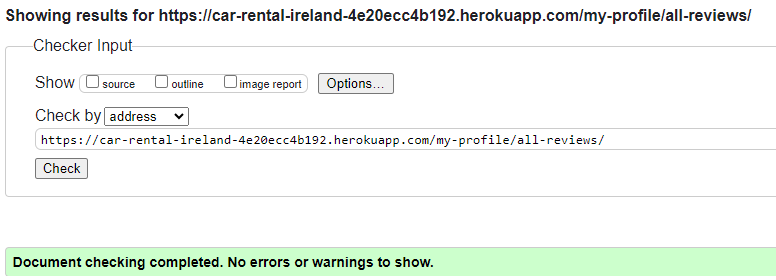 Showing results for https://car-rental-ireland-4e20ecc4b192.herokuapp.com/my-profile/all-reviews/
Checker Input
Show source outline image report Options...
Check by address
https://car-rental-ireland-4e20ecc4b192.herokuapp.com/my-profile/all-reviews/
Check
Document checking completed. No errors or warnings to show.